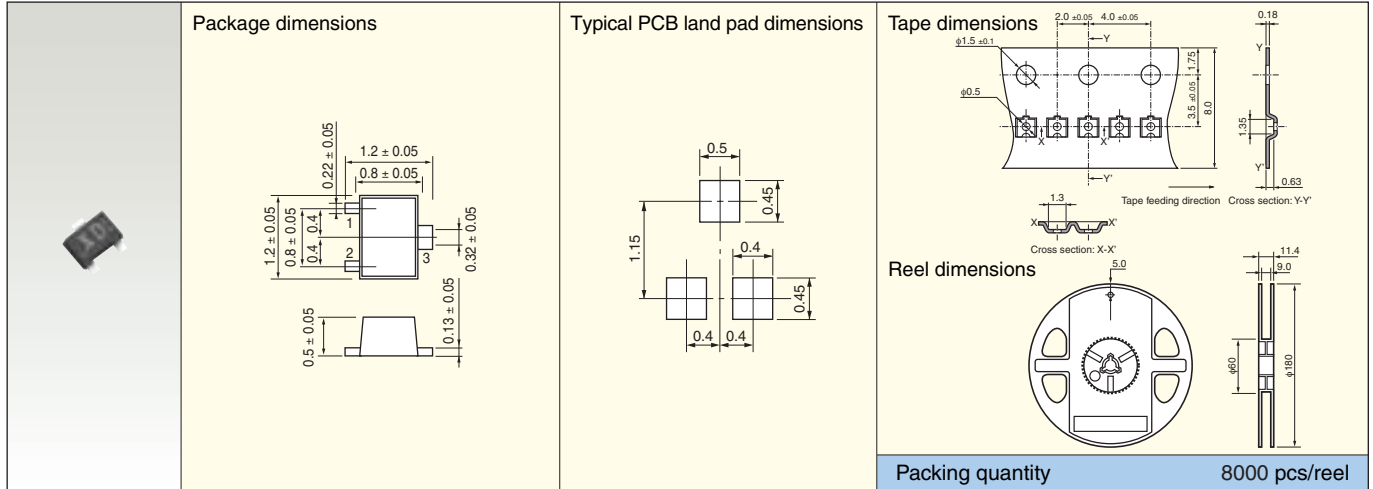 Package dimensions
1.2 ± 0.05
0.8 ± 0.05
0.22 ± 0.05
1.2 ± 0.05
0.8 ± 0.05
0.4
0.4
1
2
3
0.32 ± 0.05
0.5 ± 0.05
0.13 ± 0.05
Typical PCB land pad dimensions
0.5
0.45
1.15
0.4
0.45
0.4
0.4
Tape dimensions
2.0 ±0.05
4.0 ±0.05
φ1.5 ±0.1
Y
φ0.5
X
X'
Y'
1.75
3.5 ±0.05
8.0
Tape feeding direction
0.18
Y
1.35
Y'
0.63
Cross section: Y-Y'
1.3
X
X'
Cross section: X-X'
Reel dimensions
5.0
11.4
9.0
φ60
φ180
Packing quantity 8000 pcs/reel